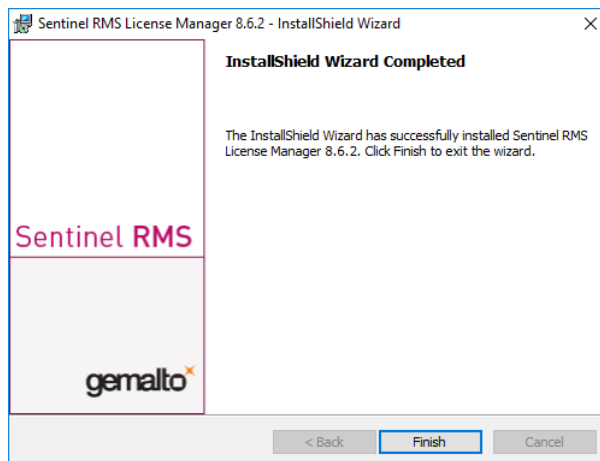 Sentinel RMS License Manager 8.6.2 - InstallShield Wizard
InstallShield Wizard Completed
The InstallShield Wizard has successfully installed Sentinel RMS
License Manager 8.6.2. Click Finish to exit the wizard.
Sentinel RMS
gemalto
< Back
Finish
Cancel